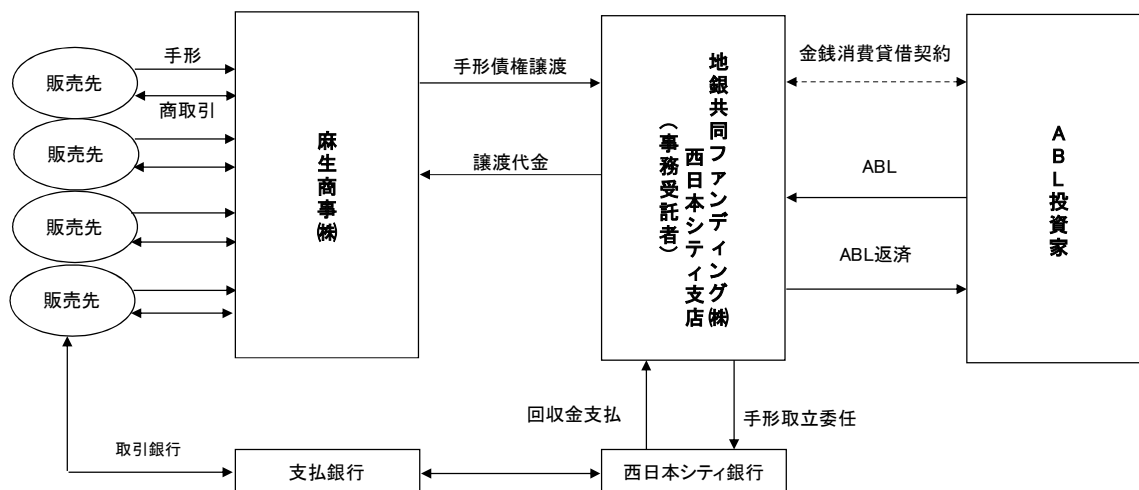 販売先
手形
商取引
販売先
販売先
販売先
麻生商事㈱
手形債権譲渡
譲渡代金
地銀共同ファンディング㈱
西日本シティ支店
（事務受託者）
金銭消費貸借契約
ABL
ABL返済
ABL投資家
回収金支払
手形取立委任
取引銀行
支払銀行
西日本シティ銀行